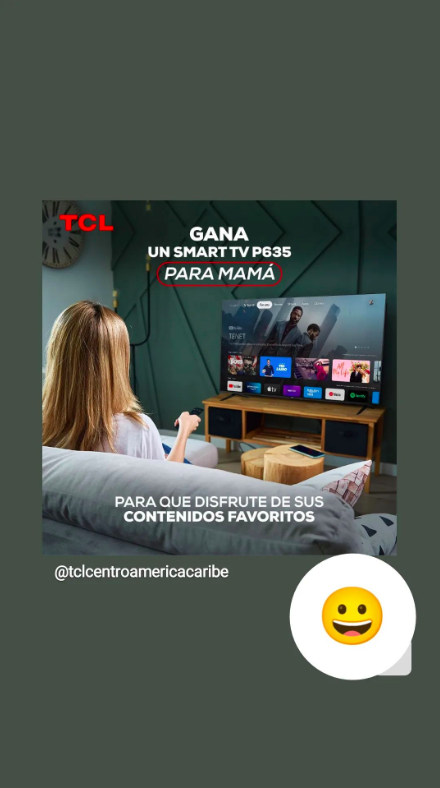 TCL
GANA
UN SMART TV P635
PARA MAMÁ
TENET
PARA QUE DISFRUTE DE SUS
CONTENIDOS FAVORITOS
@tclcentroamericacaribe